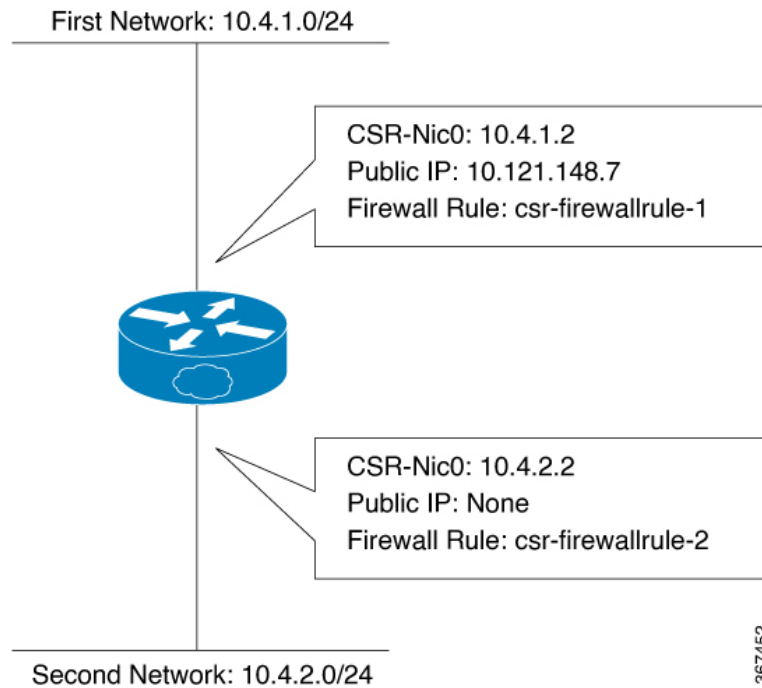 First Network: 10.4.1.0/24
CSR-Nic0: 10.4.1.2
Public IP: 10.121.148.7
Firewall Rule: csr-firewallrule-1
CSR-Nic0: 10.4.2.2
Public IP: None
Firewall Rule: csr-firewallrule-2
Second Network: 10.4.2.0/24
367453